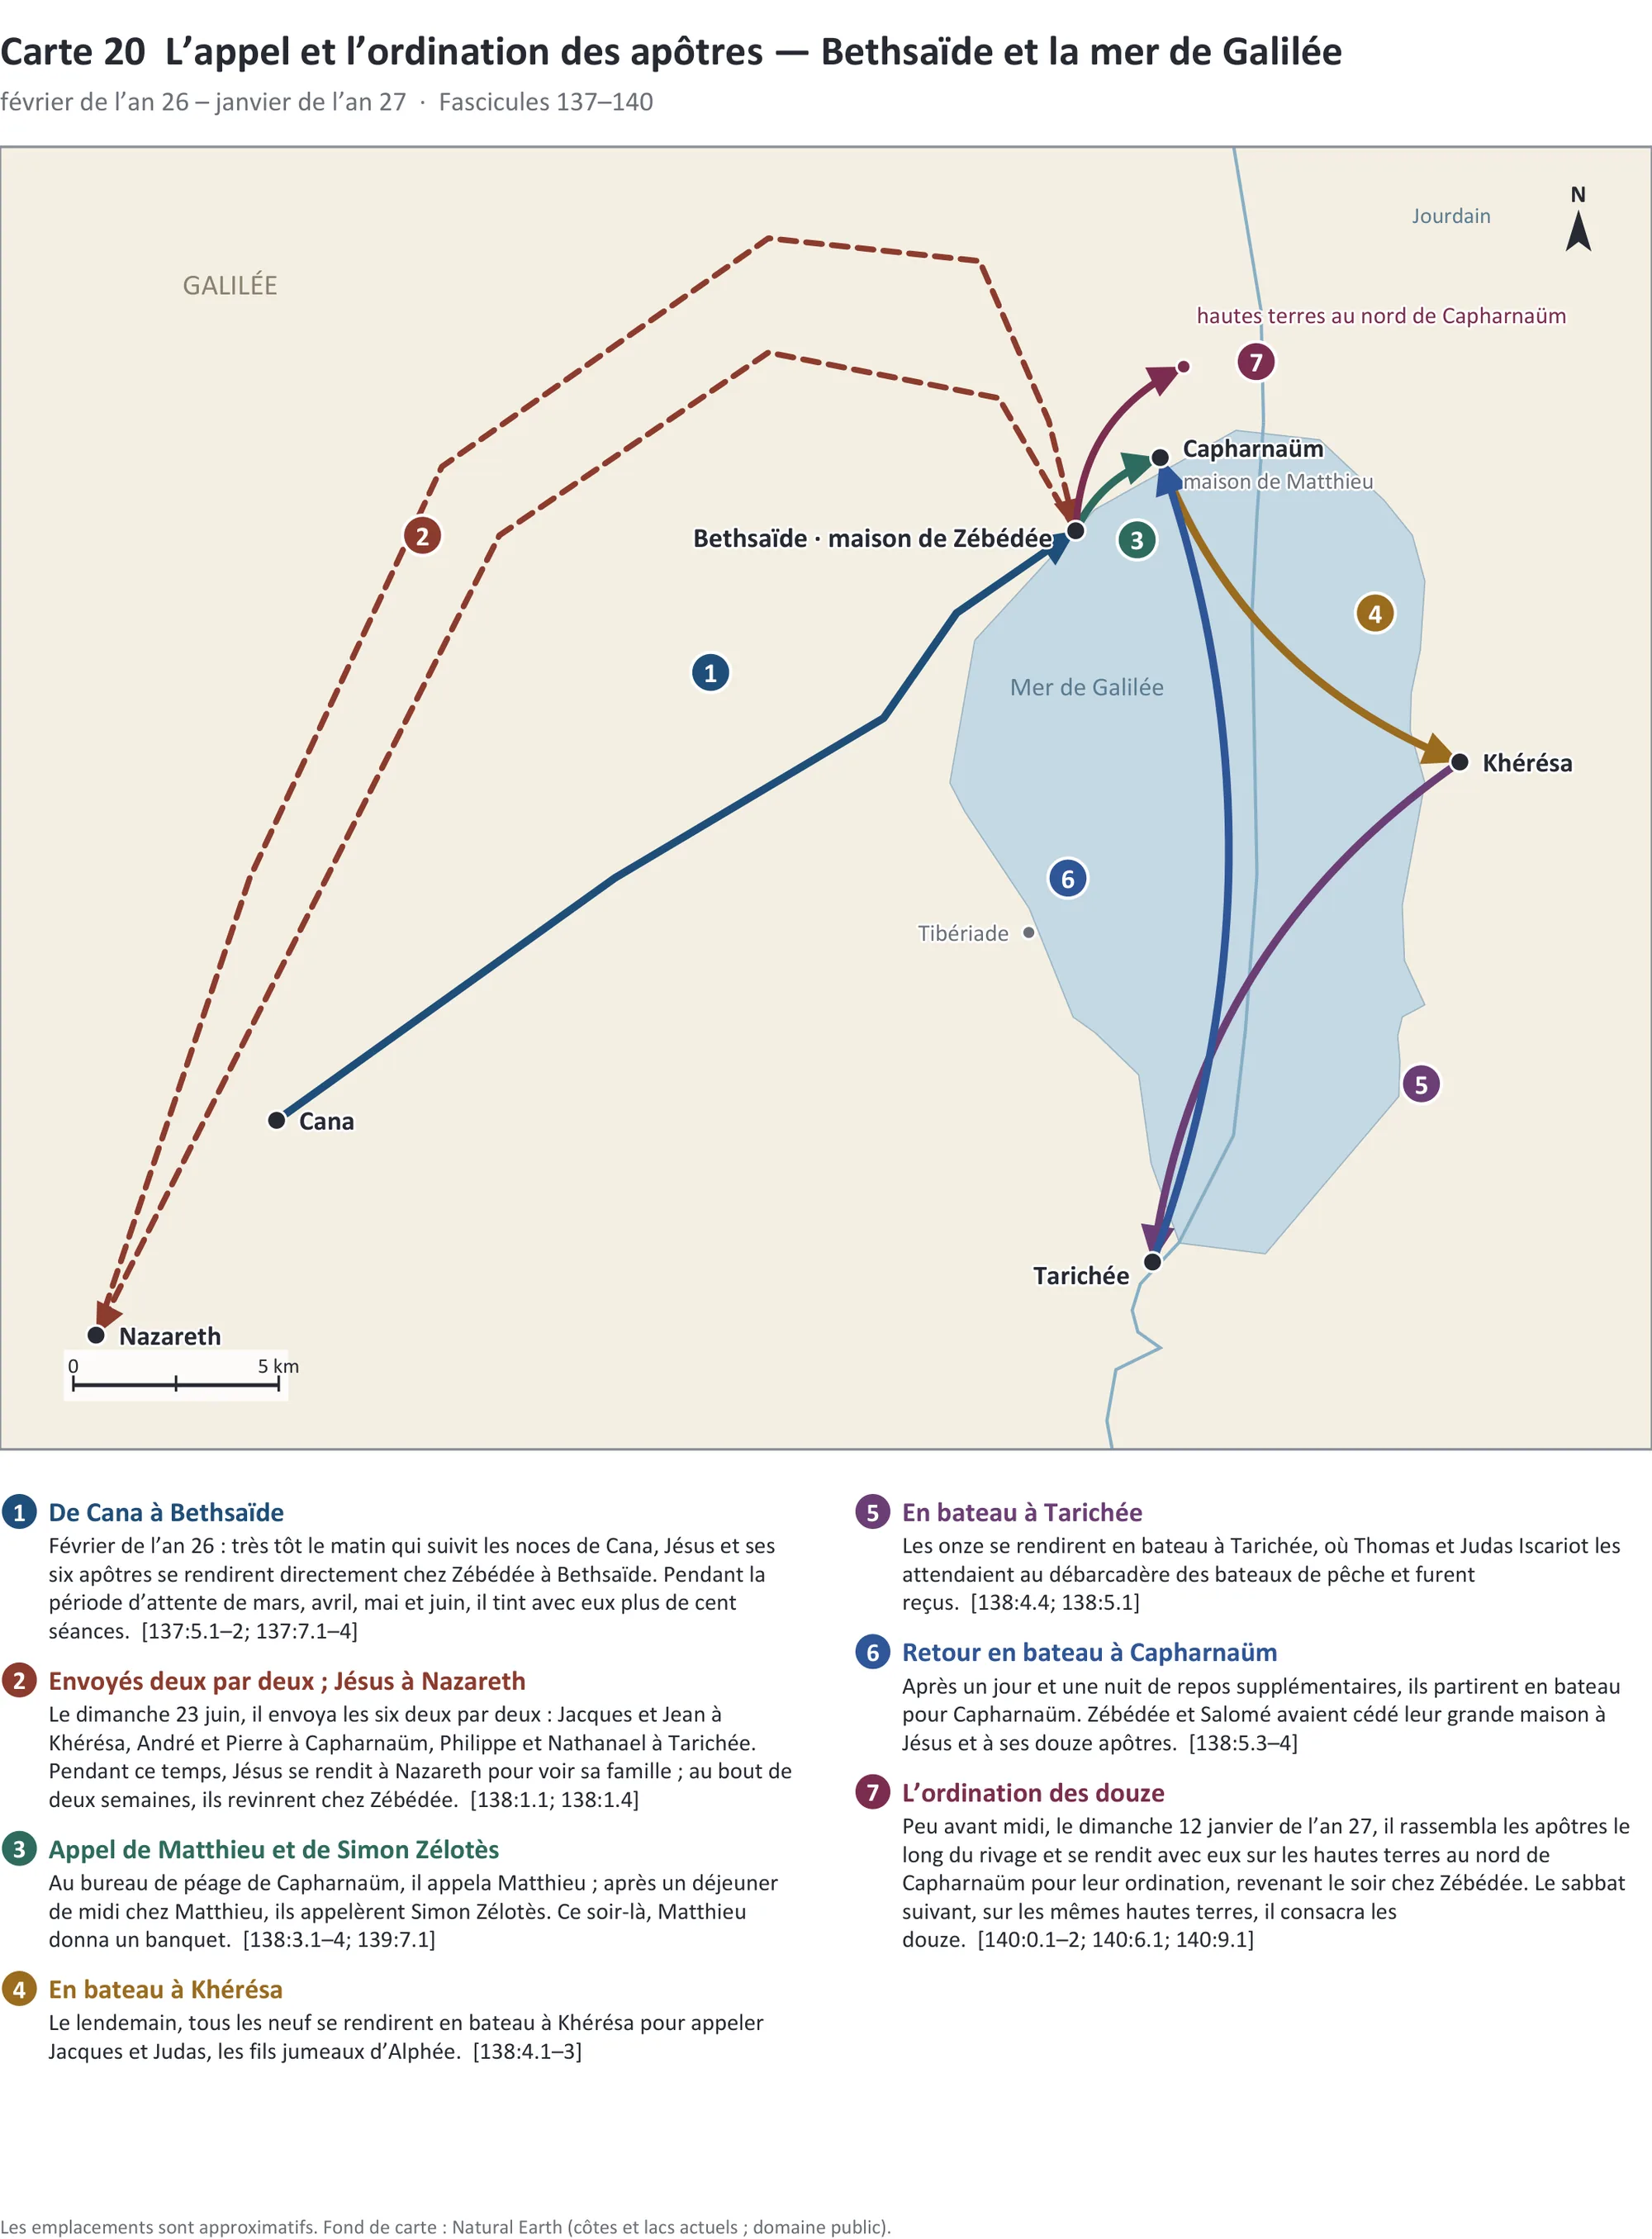 Carte 20  L’appel et l’ordination des apôtres — Bethsaïde et la mer de Galilée
février de l’an 26 – janvier de l’an 27 · Fascicules 137–140
N
Jourdain
GALILÉE
hautes terres au nord de Capharnaüm
7
Capharnaüm
maison de Matthieu
2
Bethsaïde · maison de Zébédée
3
4
1
Mer de Galilée
Khérésa
6
Tibériade
5
Cana
Tarichée
Nazareth
0 5 km
1 De Cana à Bethsaïde
Février de l’an 26 : très tôt le matin qui suivit les noces de Cana, Jésus et ses
six apôtres se rendirent directement chez Zébédée à Bethsaïde. Pendant la
période d’attente de mars, avril, mai et juin, il tint avec eux plus de cent
séances. [137:5.1–2; 137:7.1–4]
2 Envoyés deux par deux ; Jésus à Nazareth
Le dimanche 23 juin, il envoya les six deux par deux : Jacques et Jean à
Khérésa, André et Pierre à Capharnaüm, Philippe et Nathanael à Tarichée.
Pendant ce temps, Jésus se rendit à Nazareth pour voir sa famille ; au bout de
deux semaines, ils revinrent chez Zébédée. [138:1.1; 138:1.4]
3 Appel de Matthieu et de Simon Zélotès
Au bureau de péage de Capharnaüm, il appela Matthieu ; après un déjeuner
de midi chez Matthieu, ils appelèrent Simon Zélotès. Ce soir-là, Matthieu
donna un banquet. [138:3.1–4; 139:7.1]
4 En bateau à Khérésa
Le lendemain, tous les neuf se rendirent en bateau à Khérésa pour appeler
Jacques et Judas, les fils jumeaux d’Alphée. [138:4.1–3]
5 En bateau à Tarichée
Les onze se rendirent en bateau à Tarichée, où Thomas et Judas Iscariot les
attendaient au débarcadère des bateaux de pêche et furent
reçus. [138:4.4; 138:5.1]
6 Retour en bateau à Capharnaüm
Après un jour et une nuit de repos supplémentaires, ils partirent en bateau
pour Capharnaüm. Zébédée et Salomé avaient cédé leur grande maison à
Jésus et à ses douze apôtres. [138:5.3–4]
7 L’ordination des douze
Peu avant midi, le dimanche 12 janvier de l’an 27, il rassembla les apôtres le
long du rivage et se rendit avec eux sur les hautes terres au nord de
Capharnaüm pour leur ordination, revenant le soir chez Zébédée. Le sabbat
suivant, sur les mêmes hautes terres, il consacra les
douze. [140:0.1–2; 140:6.1; 140:9.1]
Les emplacements sont approximatifs. Fond de carte : Natural Earth (côtes et lacs actuels ; domaine public).